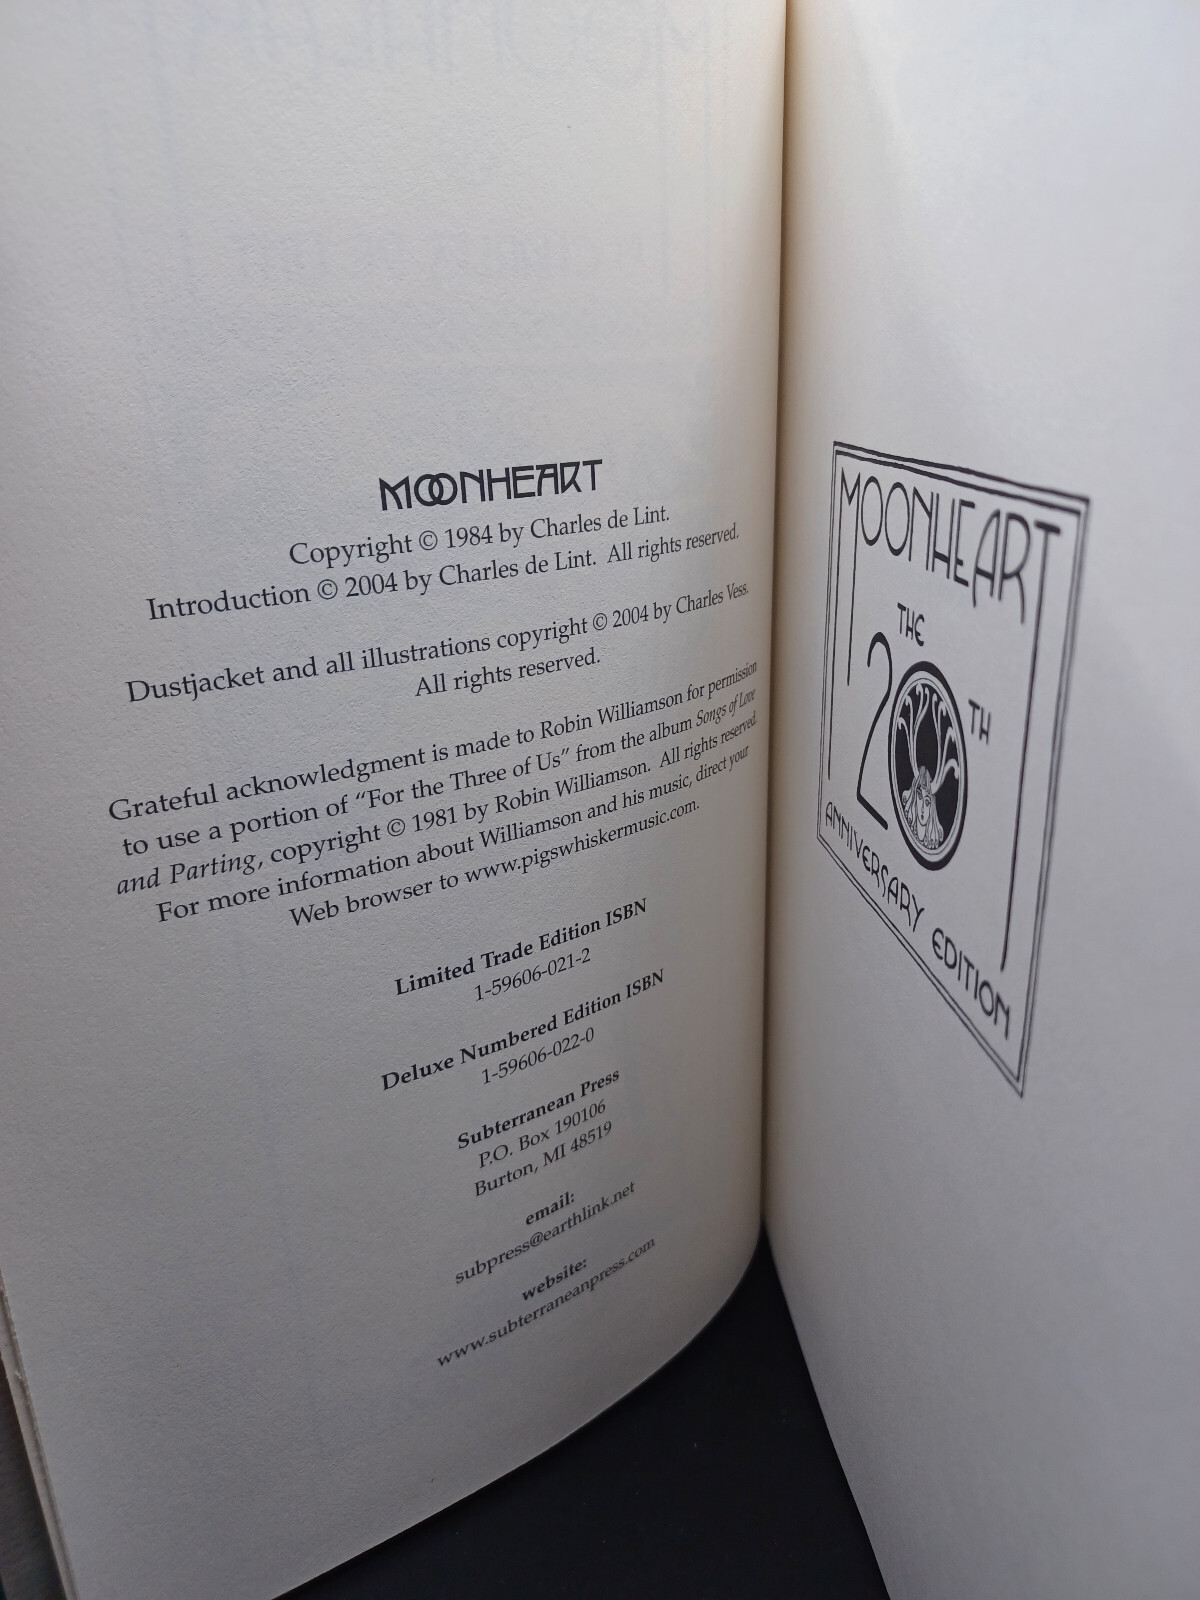 MOONHEART
Copyright © 1984 by Charles de Lint.
Introduction © 2004 by Charles de Lint. All rights reserved.
Dustjacket and all illustrations copyright © 2004 by Charles Vess.
All rights reserved.
Grateful acknowledgment is made to Robin Williamson for permission
to use a portion of “For the Three of Us” from the album Songs of Love
and Parting, copyright © 1981 by Robin Williamson. All rights reserved.
For more information about Williamson and his music, direct your
Web browser to www.pigswhiskermusic.com.
Limited Trade Edition ISBN
1-59606-021-2
Deluxe Numbered Edition ISBN
1-59606-022-0
Subterranean Press
P.O. Box 190106
Burton, MI 48519
email:
subpress@earthlink.net
website:
www.subterraneanpress.com
MOONHEART
THE
20TH
ANNIVERSARY EDITION